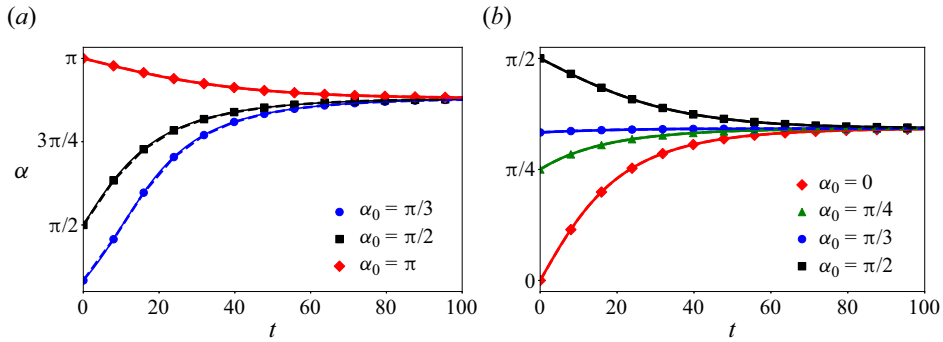 (a)
π
3π/4
α
π/2
α₀ = π/3
α₀ = π/2
α₀ = π
0 20 40 60 80 100
t
(b)
π/2
π/4
0
α₀ = 0
α₀ = π/4
α₀ = π/3
α₀ = π/2
0 20 40 60 80 100
t